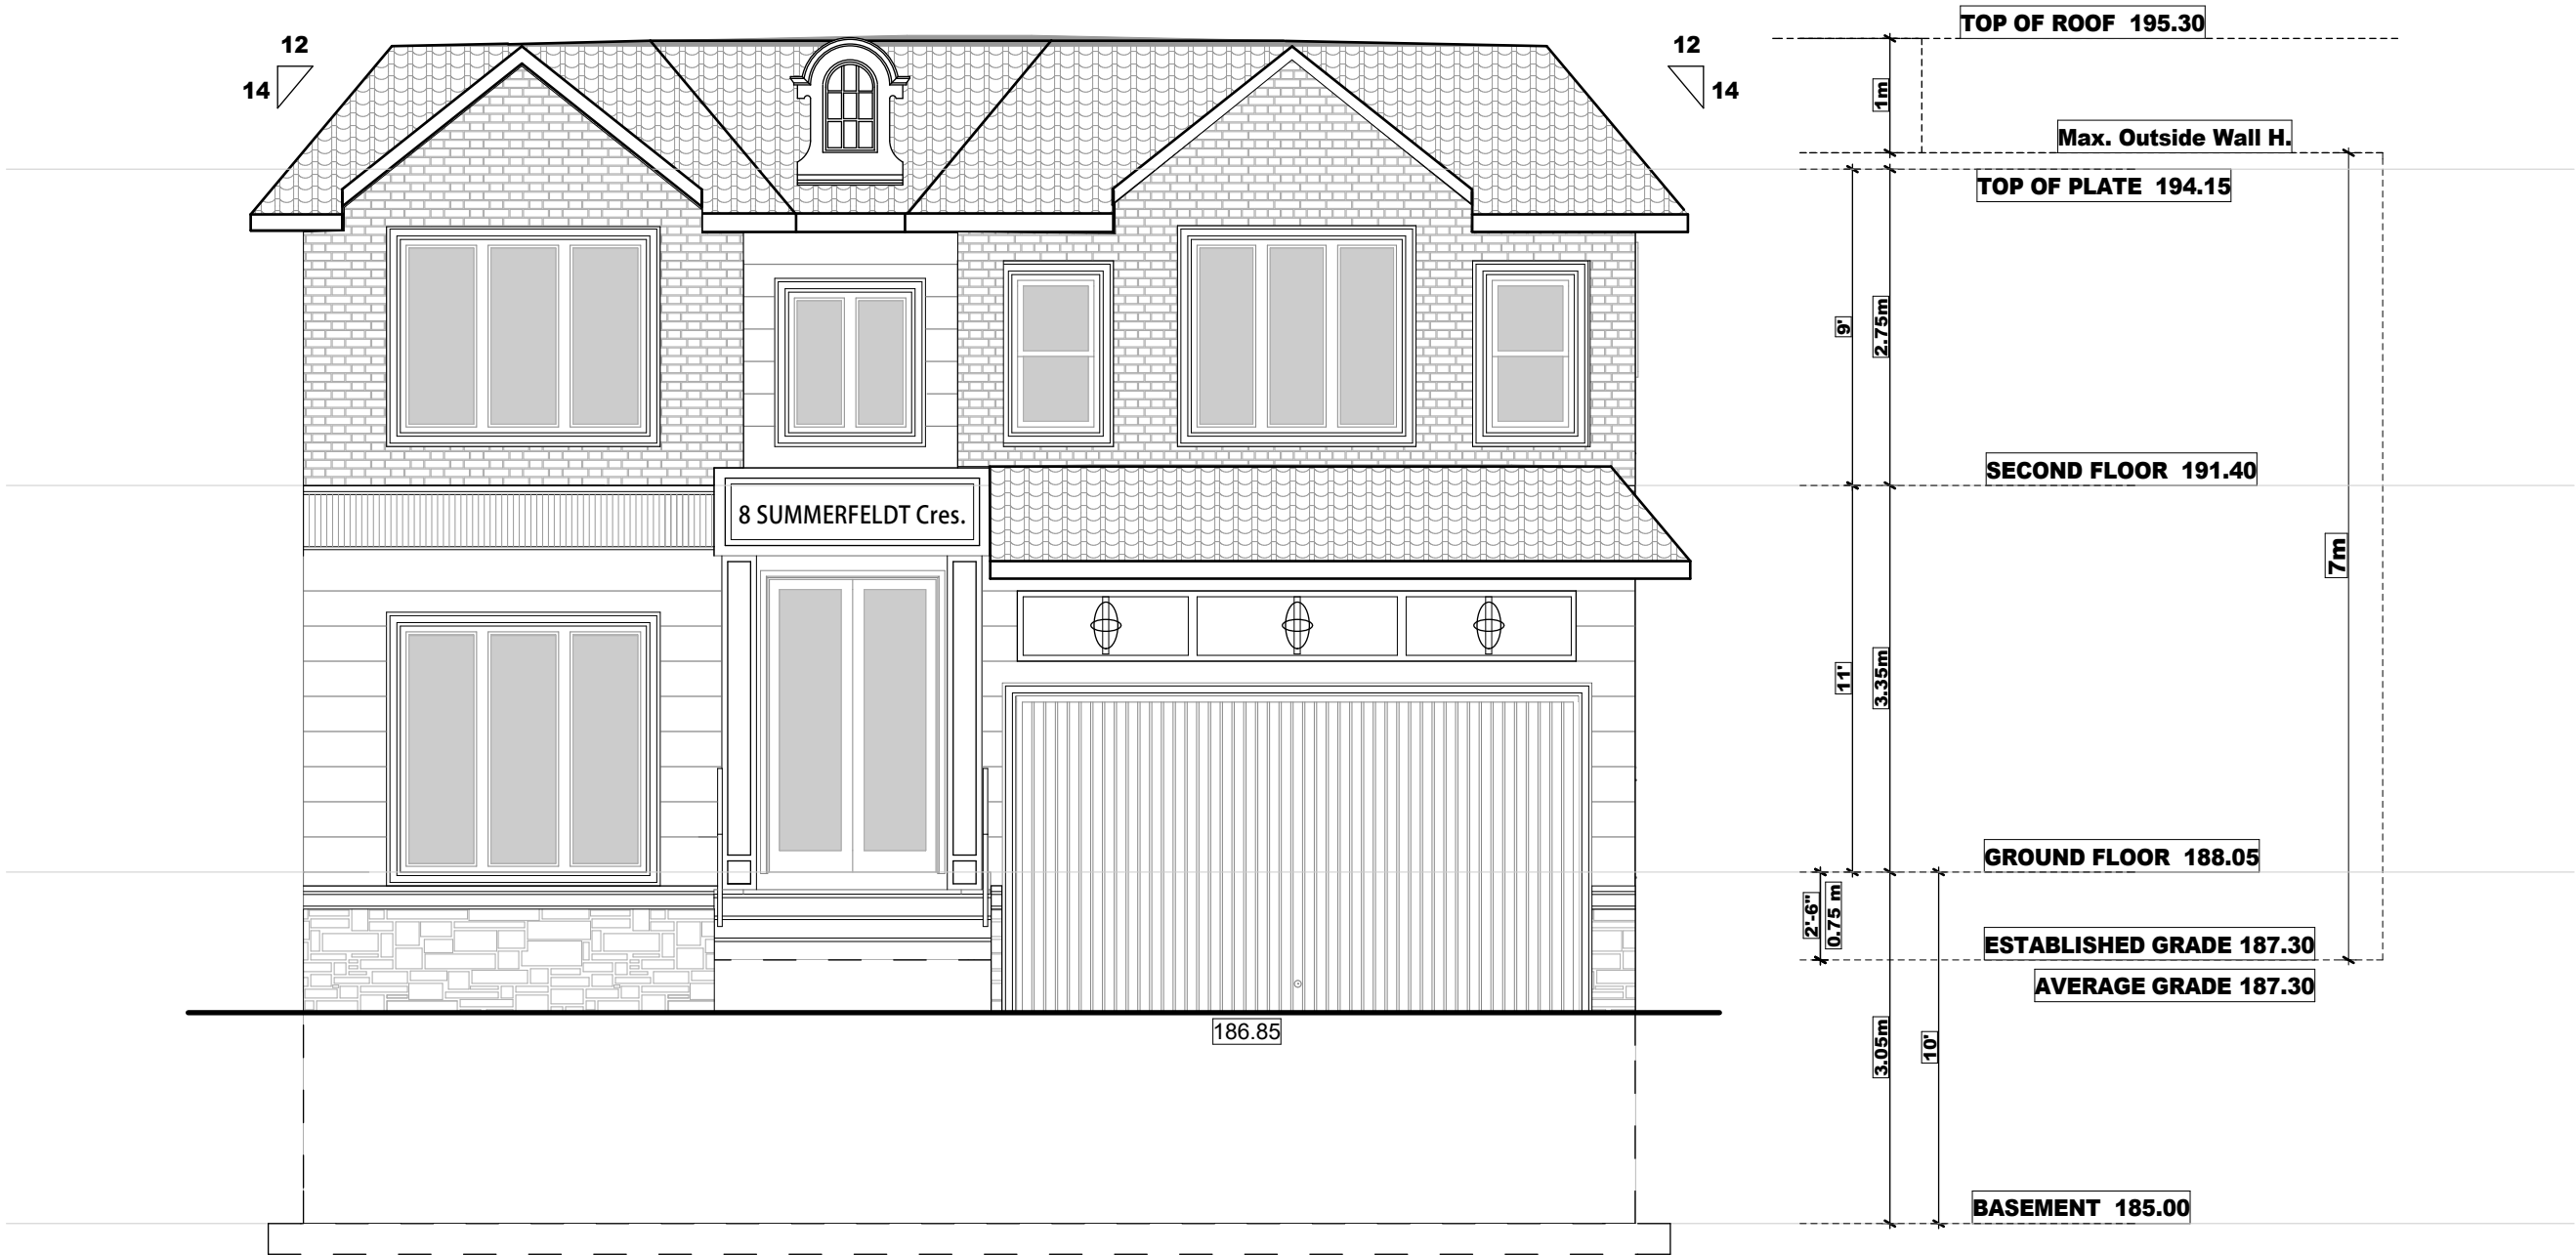 TOP OF ROOF 195.30
12
14
12
14
1m
Max. Outside Wall H.
TOP OF PLATE 194.15
9'
2.75m
SECOND FLOOR 191.40
8 SUMMERFELDT Cres.
7m
11'
3.35m
GROUND FLOOR 188.05
2'-6"
0.75 m
ESTABLISHED GRADE 187.30
AVERAGE GRADE 187.30
186.85
3.05m
10'
BASEMENT 185.00